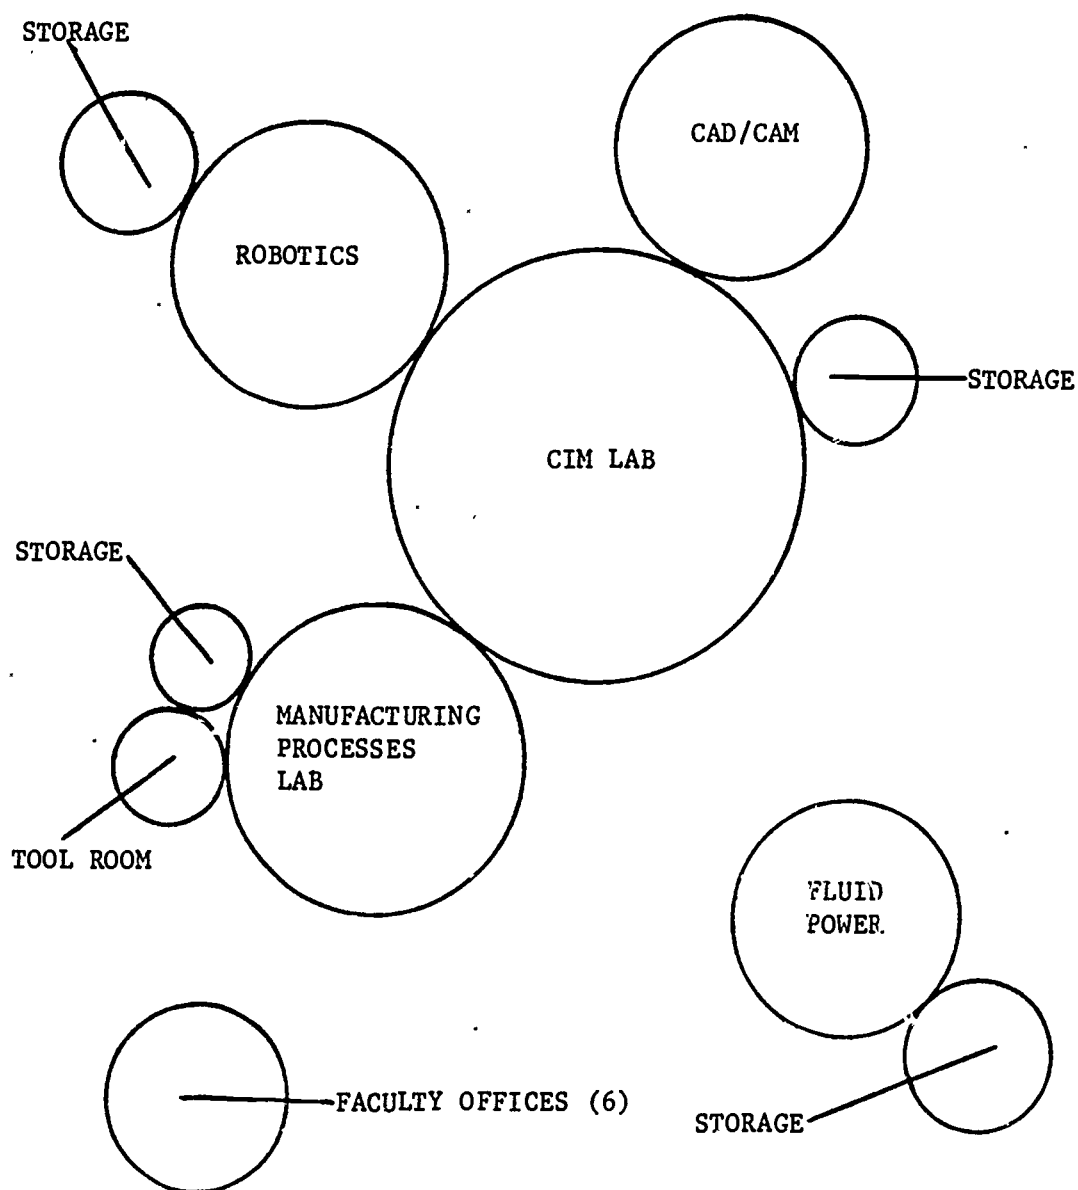 STORAGE
CAD/CAM
ROBOTICS
STORAGE
CIM LAB
STORAGE
MANUFACTURING
PROCESSES
LAB
TOOL ROOM
FLUID
POWER
FACULTY OFFICES (6)
STORAGE